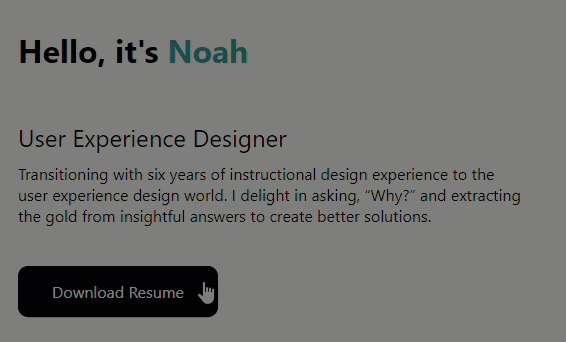 Hello, it's Noah
User Experience Designer
Transitioning with six years of instructional design experience to the
user experience design world. I delight in asking, “Why?” and extracting
the gold from insightful answers to create better solutions.
Download Resume